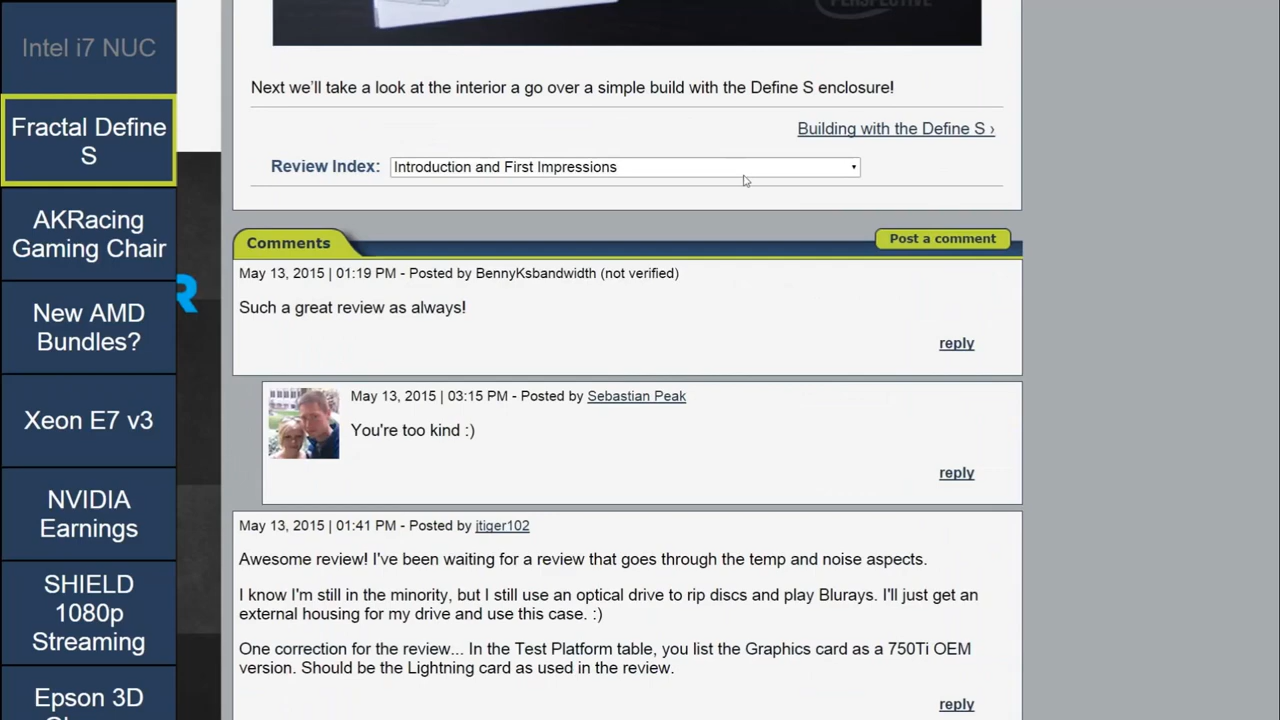 PERSPECTIVE
Intel i7 NUC
Fractal Define
S
AKRacing
Gaming Chair
New AMD
Bundles?
Xeon E7 v3
NVIDIA
Earnings
SHIELD
1080p
Streaming
Epson 3D
Next we'll take a look at the interior a go over a simple build with the Define S enclosure!
Building with the Define S ›
Review Index: Introduction and First Impressions
Comments
Post a comment
May 13, 2015 | 01:19 PM - Posted by BennyKsbandwidth (not verified)
Such a great review as always!
reply
May 13, 2015 | 03:15 PM - Posted by Sebastian Peak
You're too kind :)
reply
May 13, 2015 | 01:41 PM - Posted by jtiger102
Awesome review! I've been waiting for a review that goes through the temp and noise aspects.
I know I'm still in the minority, but I still use an optical drive to rip discs and play Blurays. I'll just get an
external housing for my drive and use this case. :)
One correction for the review... In the Test Platform table, you list the Graphics card as a 750Ti OEM
version. Should be the Lightning card as used in the review.
reply